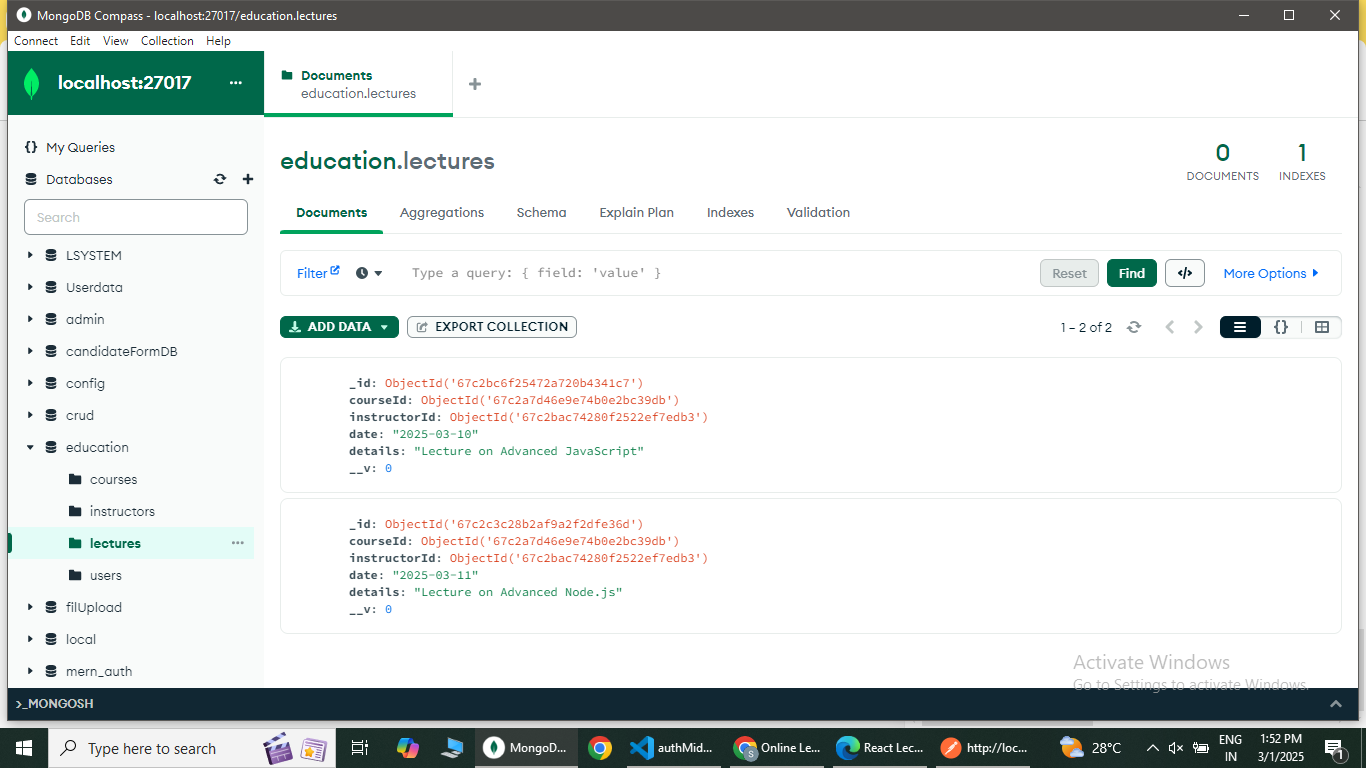 MongoDB Compass - localhost:27017/education.lectures
Connect Edit View Collection Help
localhost:27017 ...
Documents
education.lectures
My Queries
Databases
Search
LSYSTEM
Userdata
admin
candidateFormDB
config
crud
education
courses
instructors
lectures ...
users
filUpload
local
mern_auth
education.lectures
0 DOCUMENTS
1 INDEXES
Documents Aggregations Schema Explain Plan Indexes Validation
Filter Type a query: { field: 'value' } Reset Find </> More Options
ADD DATA EXPORT COLLECTION 1 – 2 of 2 {}
_id: ObjectId('67c2bc6f25472a720b4341c7')
courseId: ObjectId('67c2a7d46e9e74b0e2bc39db')
instructorId: ObjectId('67c2bac74280f2522ef7edb3')
date: "2025-03-10"
details: "Lecture on Advanced JavaScript"
__v: 0
_id: ObjectId('67c2c3c28b2af9a2f2dfe36d')
courseId: ObjectId('67c2a7d46e9e74b0e2bc39db')
instructorId: ObjectId('67c2bac74280f2522ef7edb3')
date: "2025-03-11"
details: "Lecture on Advanced Node.js"
__v: 0
Activate Windows
Go to Settings to activate Windows.
>_MONGOSH
Type here to search
MongoD...
authMid...
Online Le...
React Lec...
http://loc...
28°C
ENG
IN
1:52 PM
3/1/2025
1